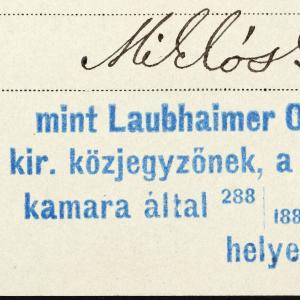 Miklós
mint Laubhaimer O
kir. közjegyzőnek, a
kamara által 288 | 188
helye